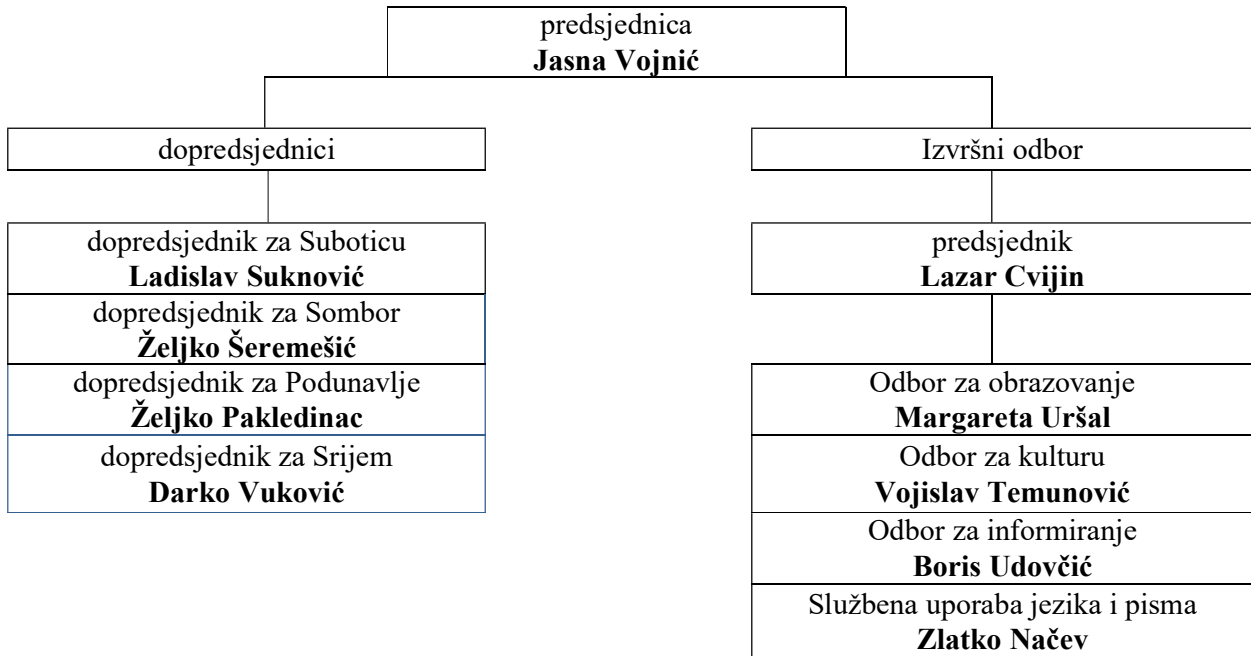 predsjednica
Jasna Vojnić
dopredsjednici
dopredsjednik za Suboticu
Ladislav Suknović
dopredsjednik za Sombor
Željko Šeremešić
dopredsjednik za Podunavlje
Željko Pakledinac
dopredsjednik za Srijem
Darko Vuković
Izvršni odbor
predsjednik
Lazar Cvijin
Odbor za obrazovanje
Margareta Uršal
Odbor za kulturu
Vojislav Temunović
Odbor za informiranje
Boris Udovčić
Službena uporaba jezika i pisma
Zlatko Načev